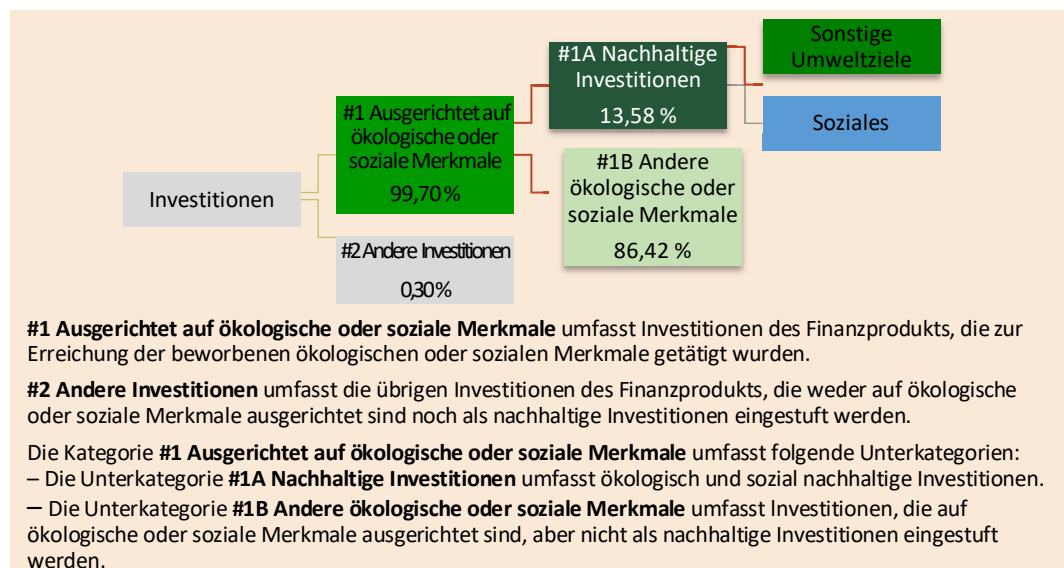 Investitionen
#1 Ausgerichtet auf
ökologische oder
soziale Merkmale
99,70 %
#2 Andere Investitionen
0,30 %
#1A Nachhaltige
Investitionen
13,58 %
#1B Andere
ökologische oder
soziale Merkmale
86,42 %
Sonstige
Umweltziele
Soziales
#1 Ausgerichtet auf ökologische oder soziale Merkmale umfasst Investitionen des Finanzprodukts, die zur
Erreichung der beworbenen ökologischen oder sozialen Merkmale getätigt wurden.
#2 Andere Investitionen umfasst die übrigen Investitionen des Finanzprodukts, die weder auf ökologische
oder soziale Merkmale ausgerichtet sind noch als nachhaltige Investitionen eingestuft werden.
Die Kategorie #1 Ausgerichtet auf ökologische oder soziale Merkmale umfasst folgende Unterkategorien:
– Die Unterkategorie #1A Nachhaltige Investitionen umfasst ökologisch und sozial nachhaltige Investitionen.
– Die Unterkategorie #1B Andere ökologische oder soziale Merkmale umfasst Investitionen, die auf
ökologische oder soziale Merkmale ausgerichtet sind, aber nicht als nachhaltige Investitionen eingestuft
werden.